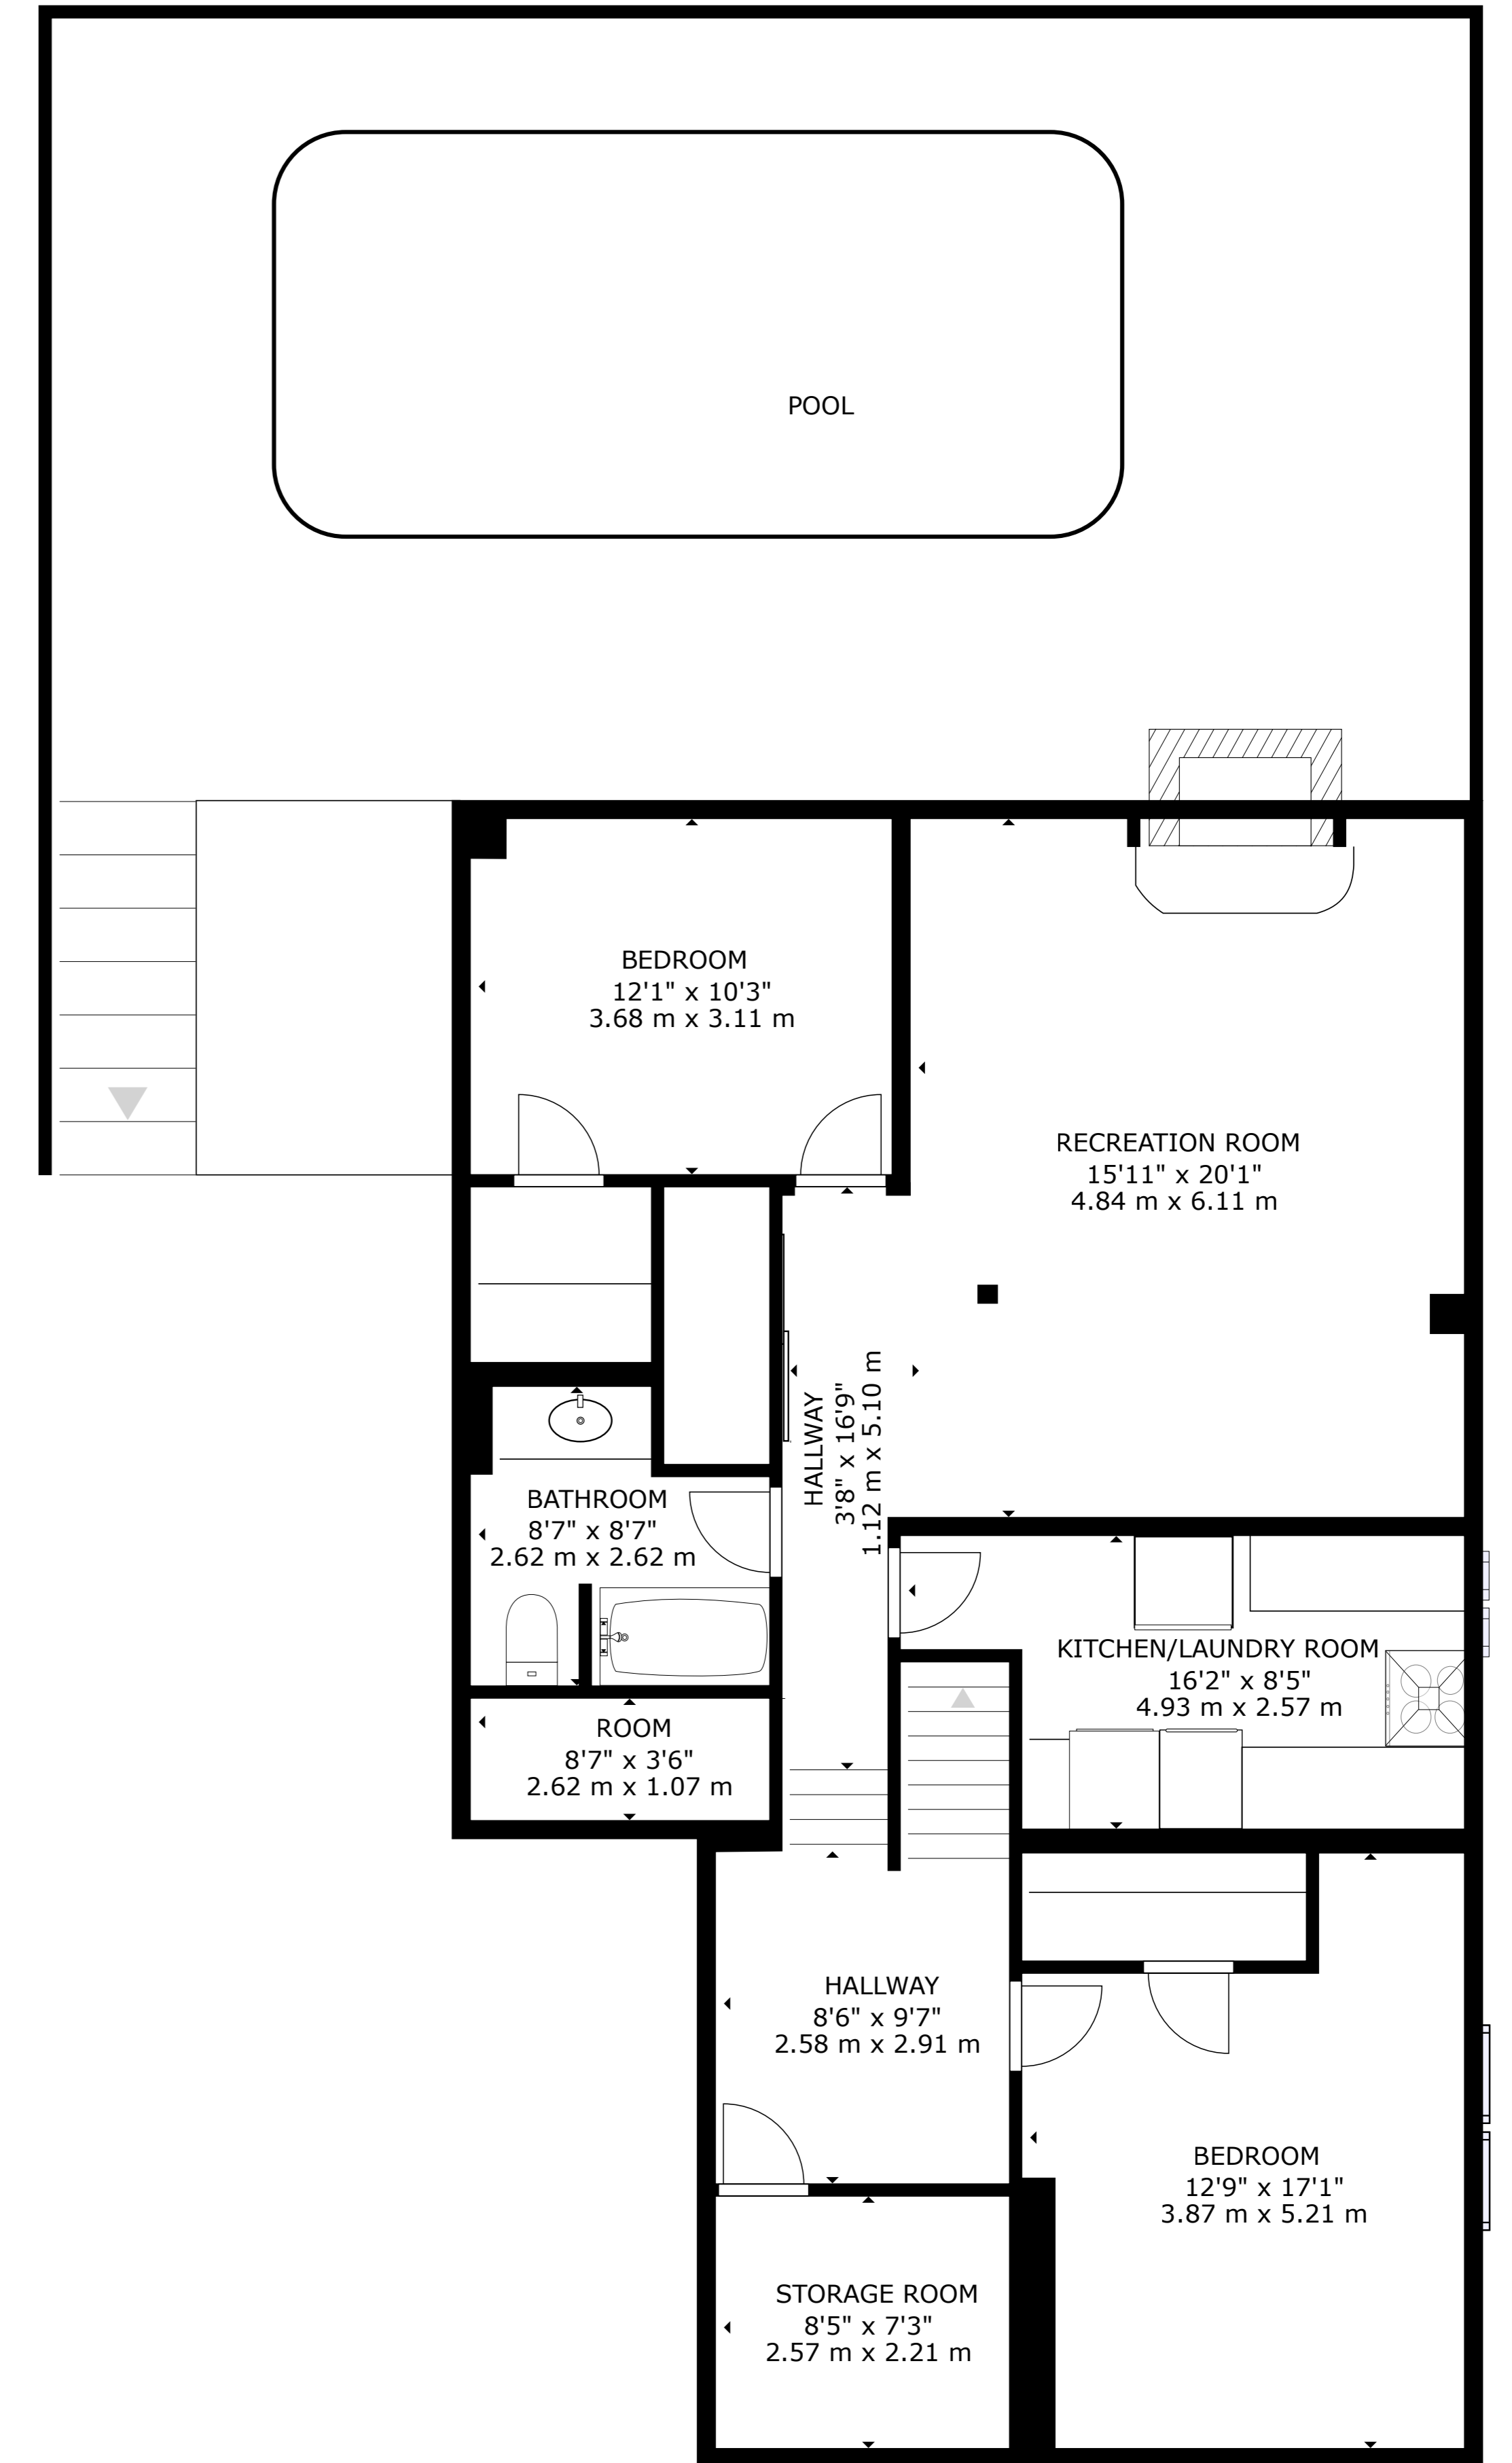 POOL
BEDROOM
12'1" x 10'3"
3.68 m x 3.11 m
RECREATION ROOM
15'11" x 20'1"
4.84 m x 6.11 m
HALLWAY
3'8" x 16'9"
1.12 m x 5.10 m
BATHROOM
8'7" x 8'7"
2.62 m x 2.62 m
KITCHEN/LAUNDRY ROOM
16'2" x 8'5"
4.93 m x 2.57 m
ROOM
8'7" x 3'6"
2.62 m x 1.07 m
HALLWAY
8'6" x 9'7"
2.58 m x 2.91 m
BEDROOM
12'9" x 17'1"
3.87 m x 5.21 m
STORAGE ROOM
8'5" x 7'3"
2.57 m x 2.21 m